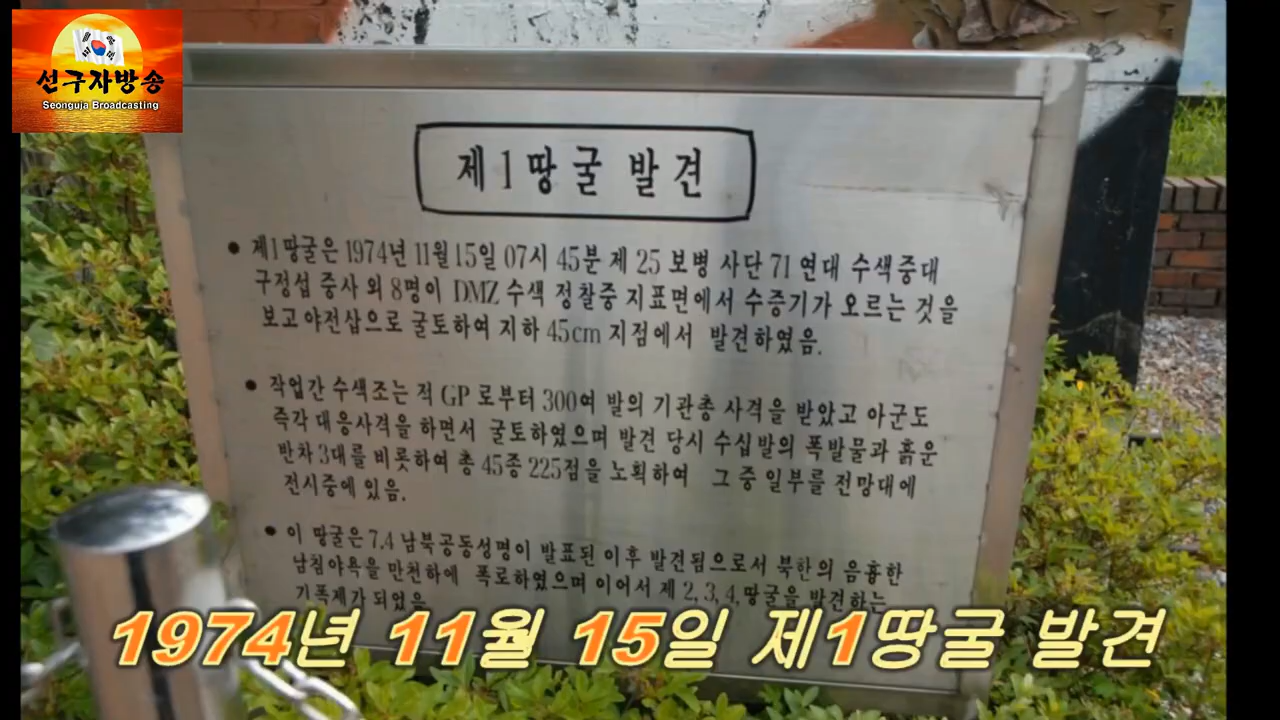 선구자방송
Seonguja Broadcasting
제1땅굴 발견
● 제1땅굴은 1974년 11월15일 07시 45분 제 25 보병 사단 71 연대 수색중대
구정섭 중사 외 8명이 DMZ 수색 정찰중 지표면에서 수증기가 오르는 것을
보고 야전삽으로 굴토하여 지하 45cm 지점에서 발견하였음.
● 작업간 수색조는 적 GP 로부터 300여 발의 기관총 사격을 받았고 아군도
즉각 대응사격을 하면서 굴토하였으며 발견 당시 수십발의 폭발물과 흙운
반차 3대를 비롯하여 총 45종 225점을 노획하여 그 중 일부를 전망대에
전시중에 있음.
● 이 땅굴은 7.4 남북공동성명이 발표된 이후 발견됨으로서 북한의 음흉한
남침야욕을 만천하에 폭로하였으며 이어서 제 2, 3, 4, 땅굴을 발견하는
기폭제가 되었음
1974년 11월 15일 제1땅굴 발견